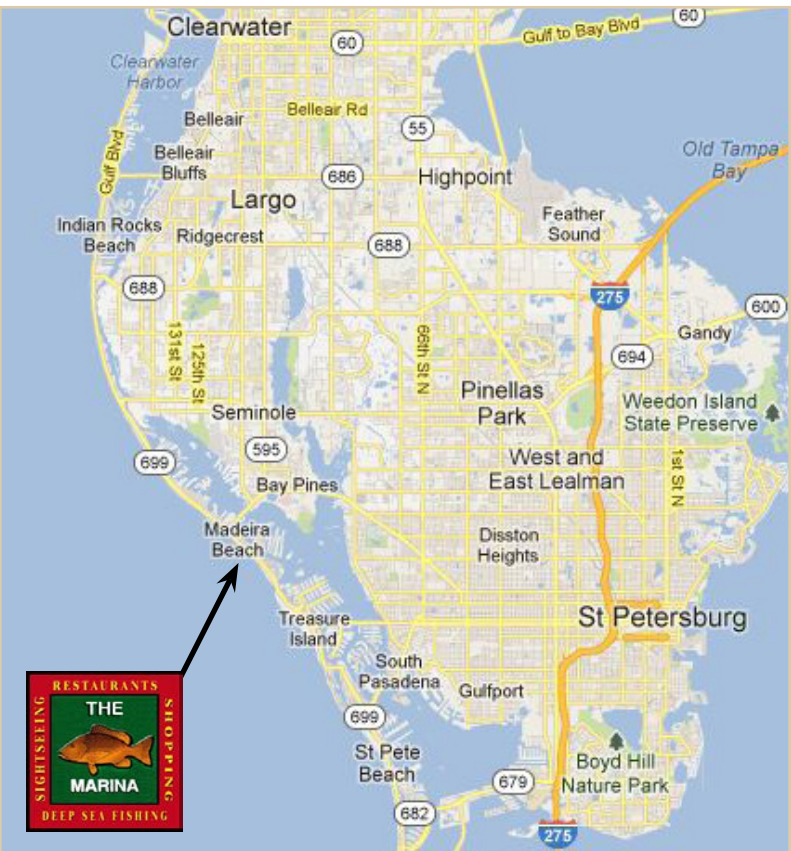 Clearwater
60
Gulf to Bay Blvd
60
Clearwater
Harbor
Belleair
Belleair Rd
55
Old Tampa
Bay
Gulf Blvd
Belleair
Bluffs
686
Highpoint
Largo
Feather
Sound
Indian Rocks
Beach
Ridgecrest
688
688
275
600
131st St
125th St
66th St N
Gandy
694
Pinellas
Park
Weedon Island
State Preserve
Seminole
595
699
West and
East Lealman
1st St N
Bay Pines
Madeira
Beach
Disston
Heights
Treasure
Island
St Petersburg
South
Pasadena
Gulfport
699
St Pete
Beach
Boyd Hill
Nature Park
679
682
275
RESTAURANTS
SIGHTSEEING
THE
MARINA
SHOPPING
DEEP SEA FISHING